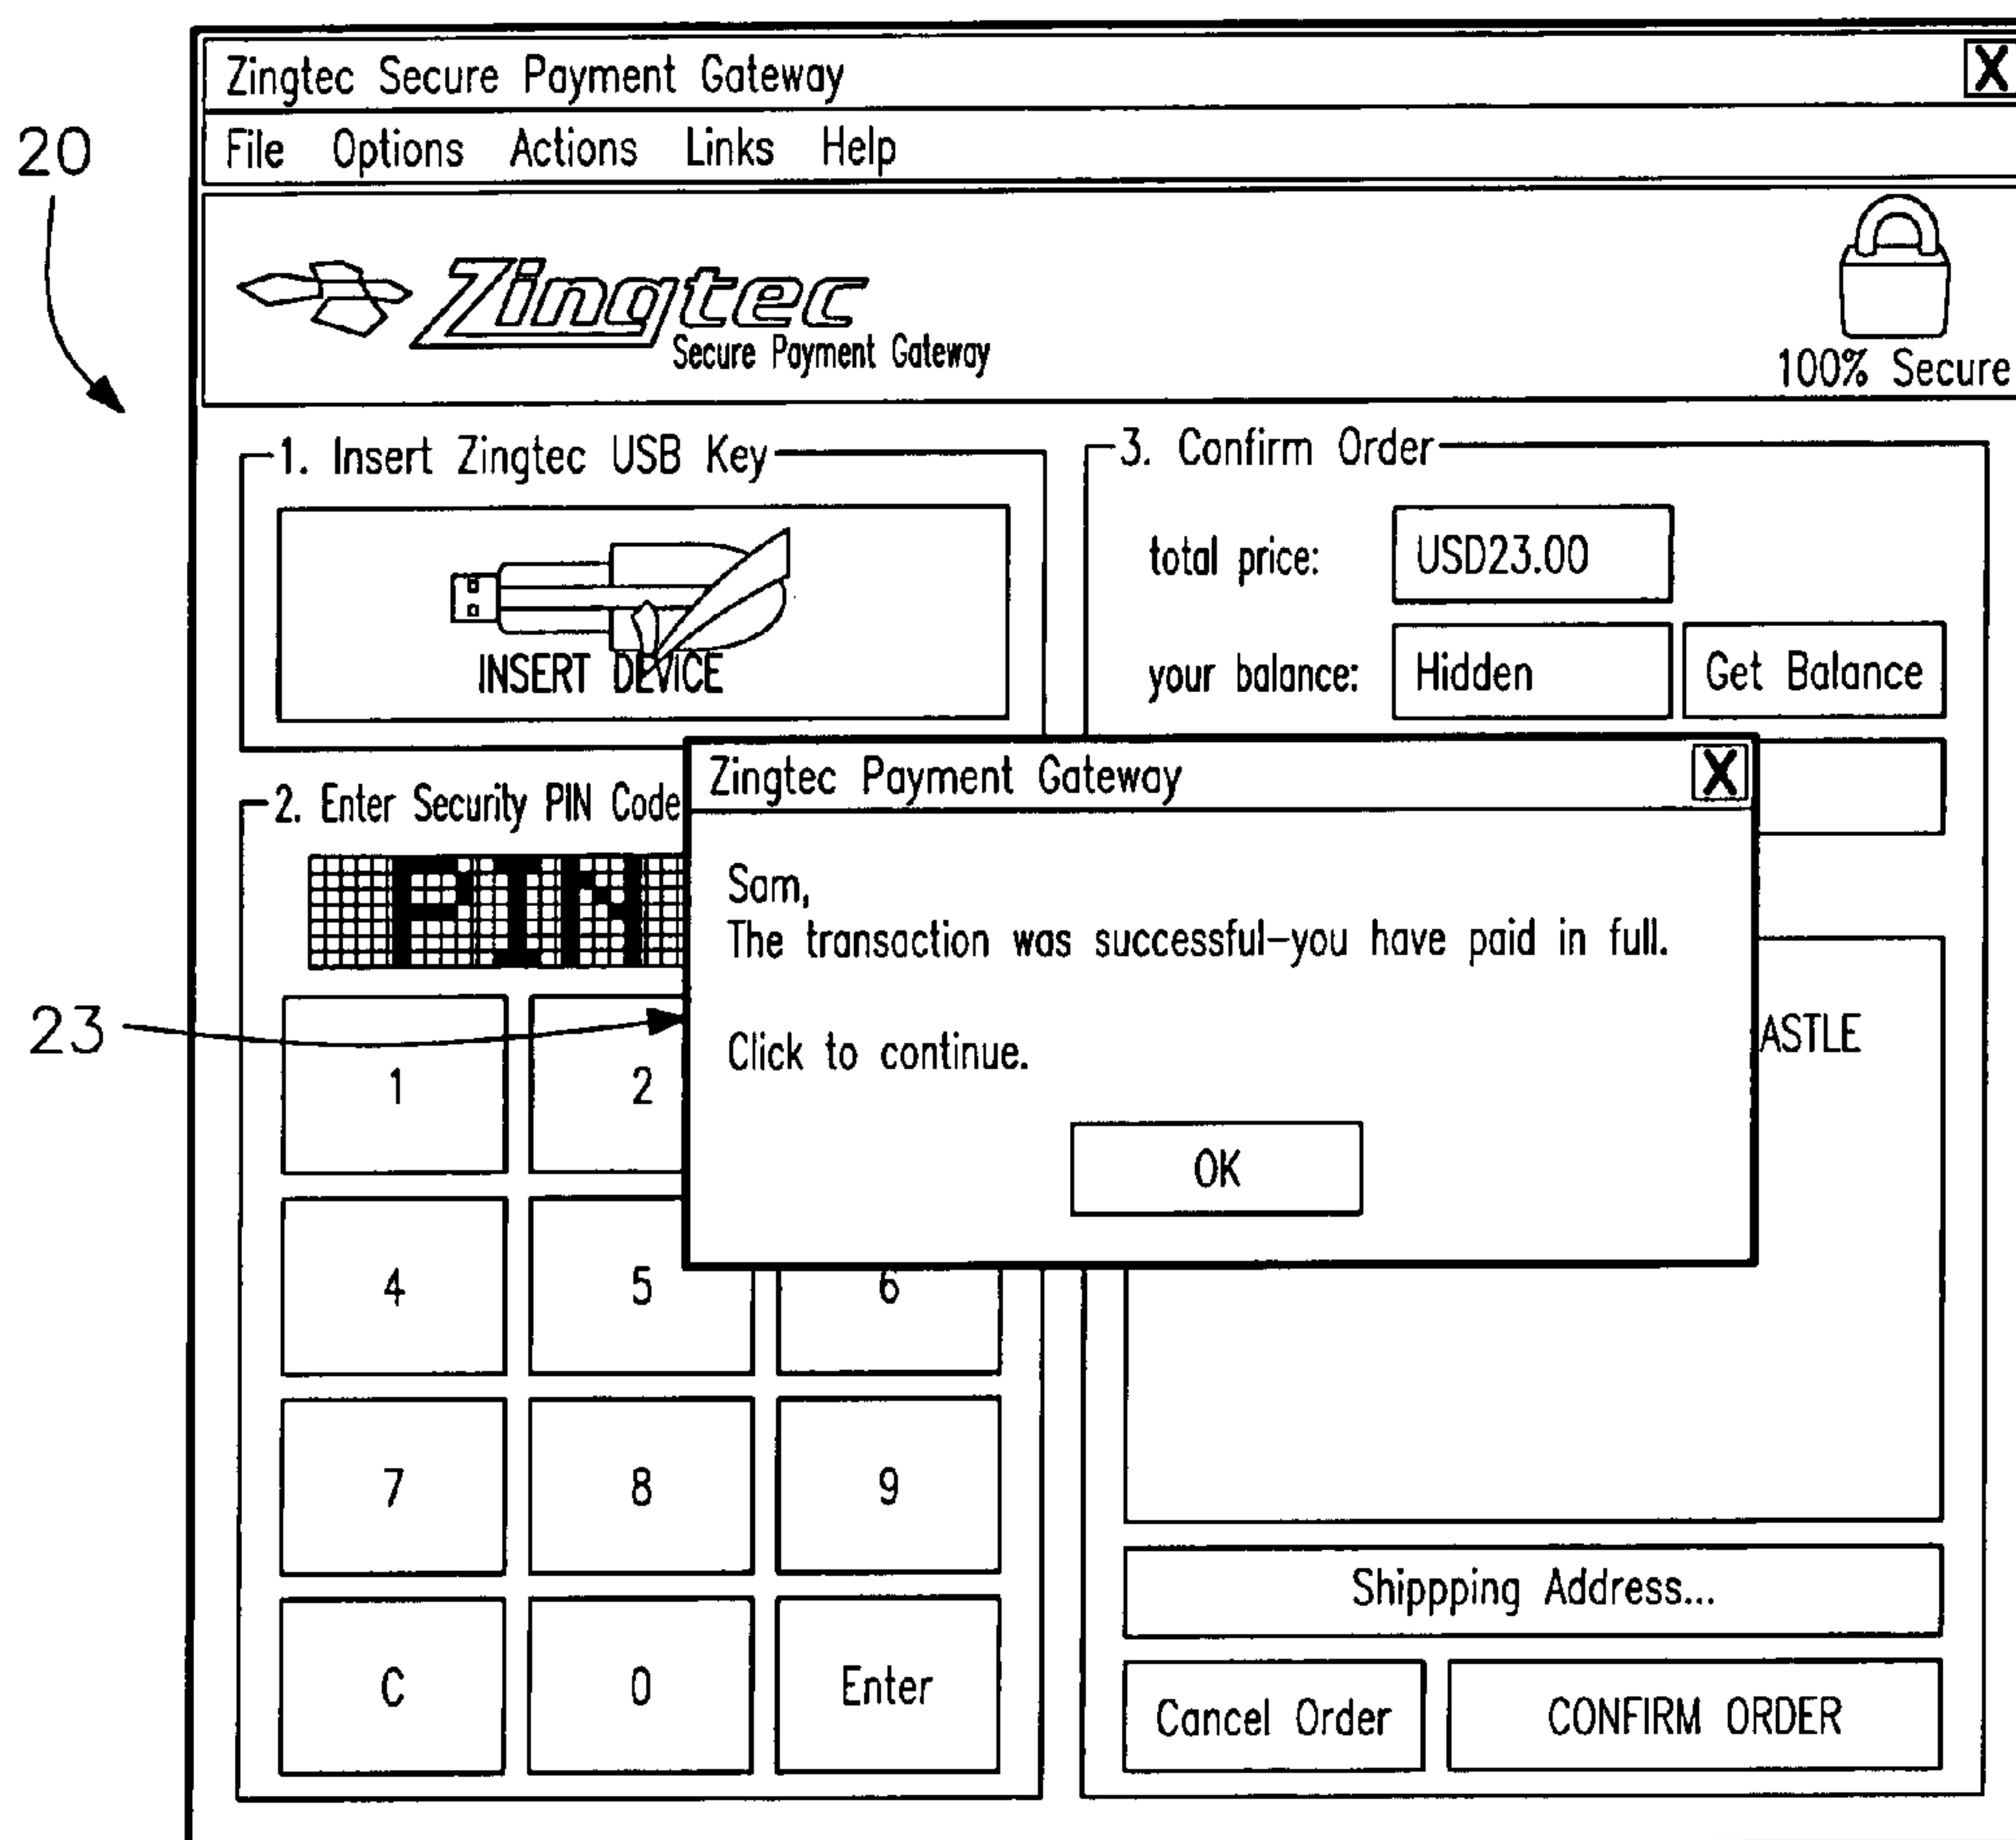 Zingtec Secure Payment Gateway X
File Options Actions Links Help
20
Zingtec
Secure Payment Gateway
100% Secure
1. Insert Zingtec USB Key
INSERT DEVICE
3. Confirm Order
total price: USD23.00
your balance: Hidden Get Balance
2. Enter Security PIN Code
PIN
Zingtec Payment Gateway X
Sam,
The transaction was successful–you have paid in full.
Click to continue.
OK
23
ASTLE
1 2
4 5 6
7 8 9
C 0 Enter
Shippping Address...
Cancel Order CONFIRM ORDER